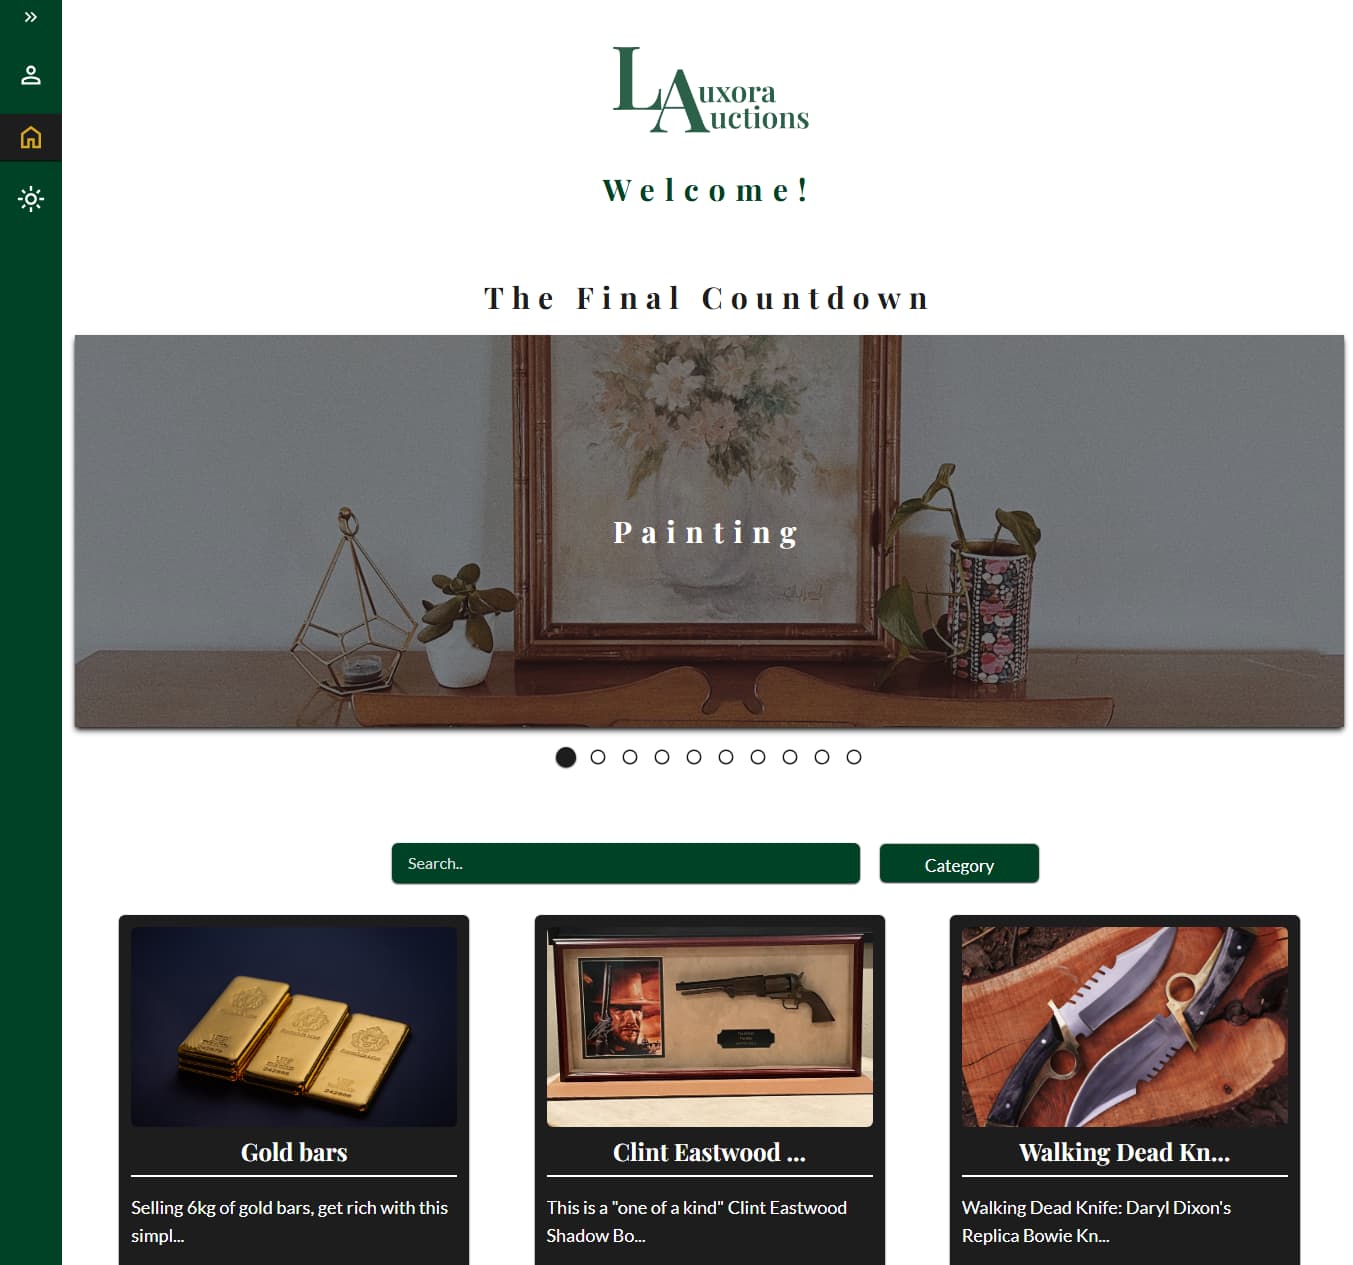 Luxora
Auctions
Welcome!
The Final Countdown
Painting
Search..
Category
Gold bars
Clint Eastwood ...
Walking Dead Kn...
Selling 6kg of gold bars, get rich with this
simpl...
This is a "one of a kind" Clint Eastwood
Shadow Bo...
Walking Dead Knife: Daryl Dixon's
Replica Bowie Kn...